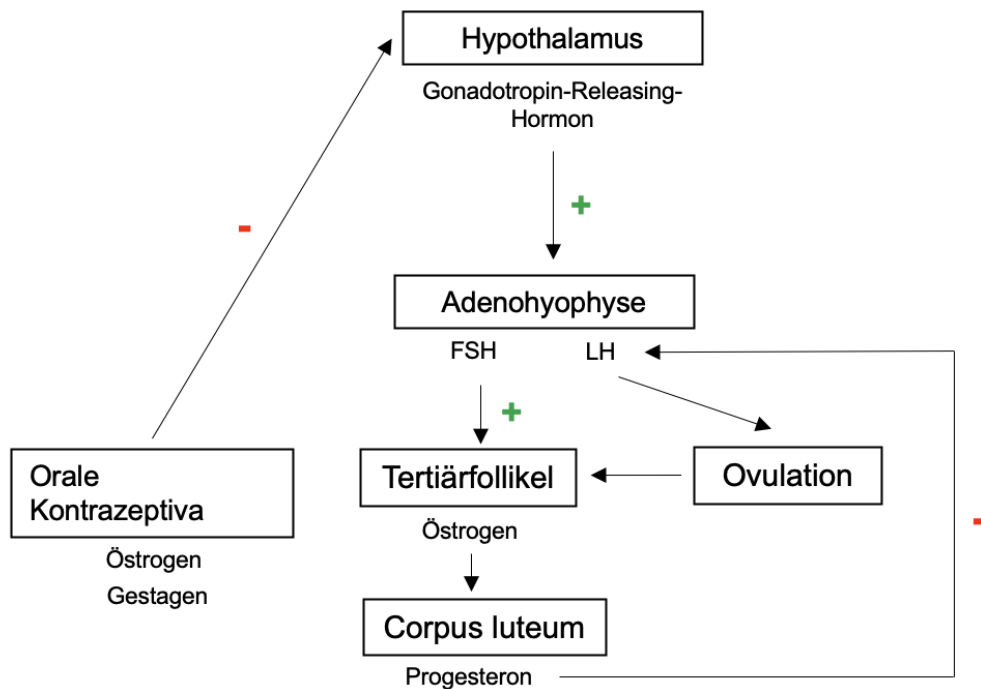 Hypothalamus
Gonadotropin-Releasing-
Hormon
-
+
Adenohyophyse
FSH
LH
+
Orale
Kontrazeptiva
Östrogen
Gestagen
Tertiärfollikel
Östrogen
Ovulation
-
Corpus luteum
Progesteron